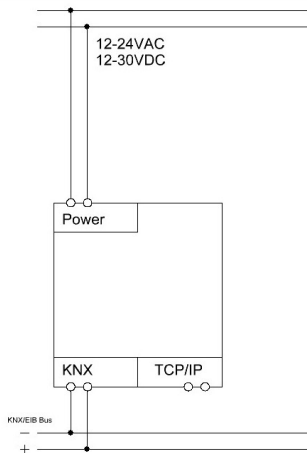 12-24VAC
12-30VDC
Power
KNX TCP/IP
KNX/EIB Bus
−
+